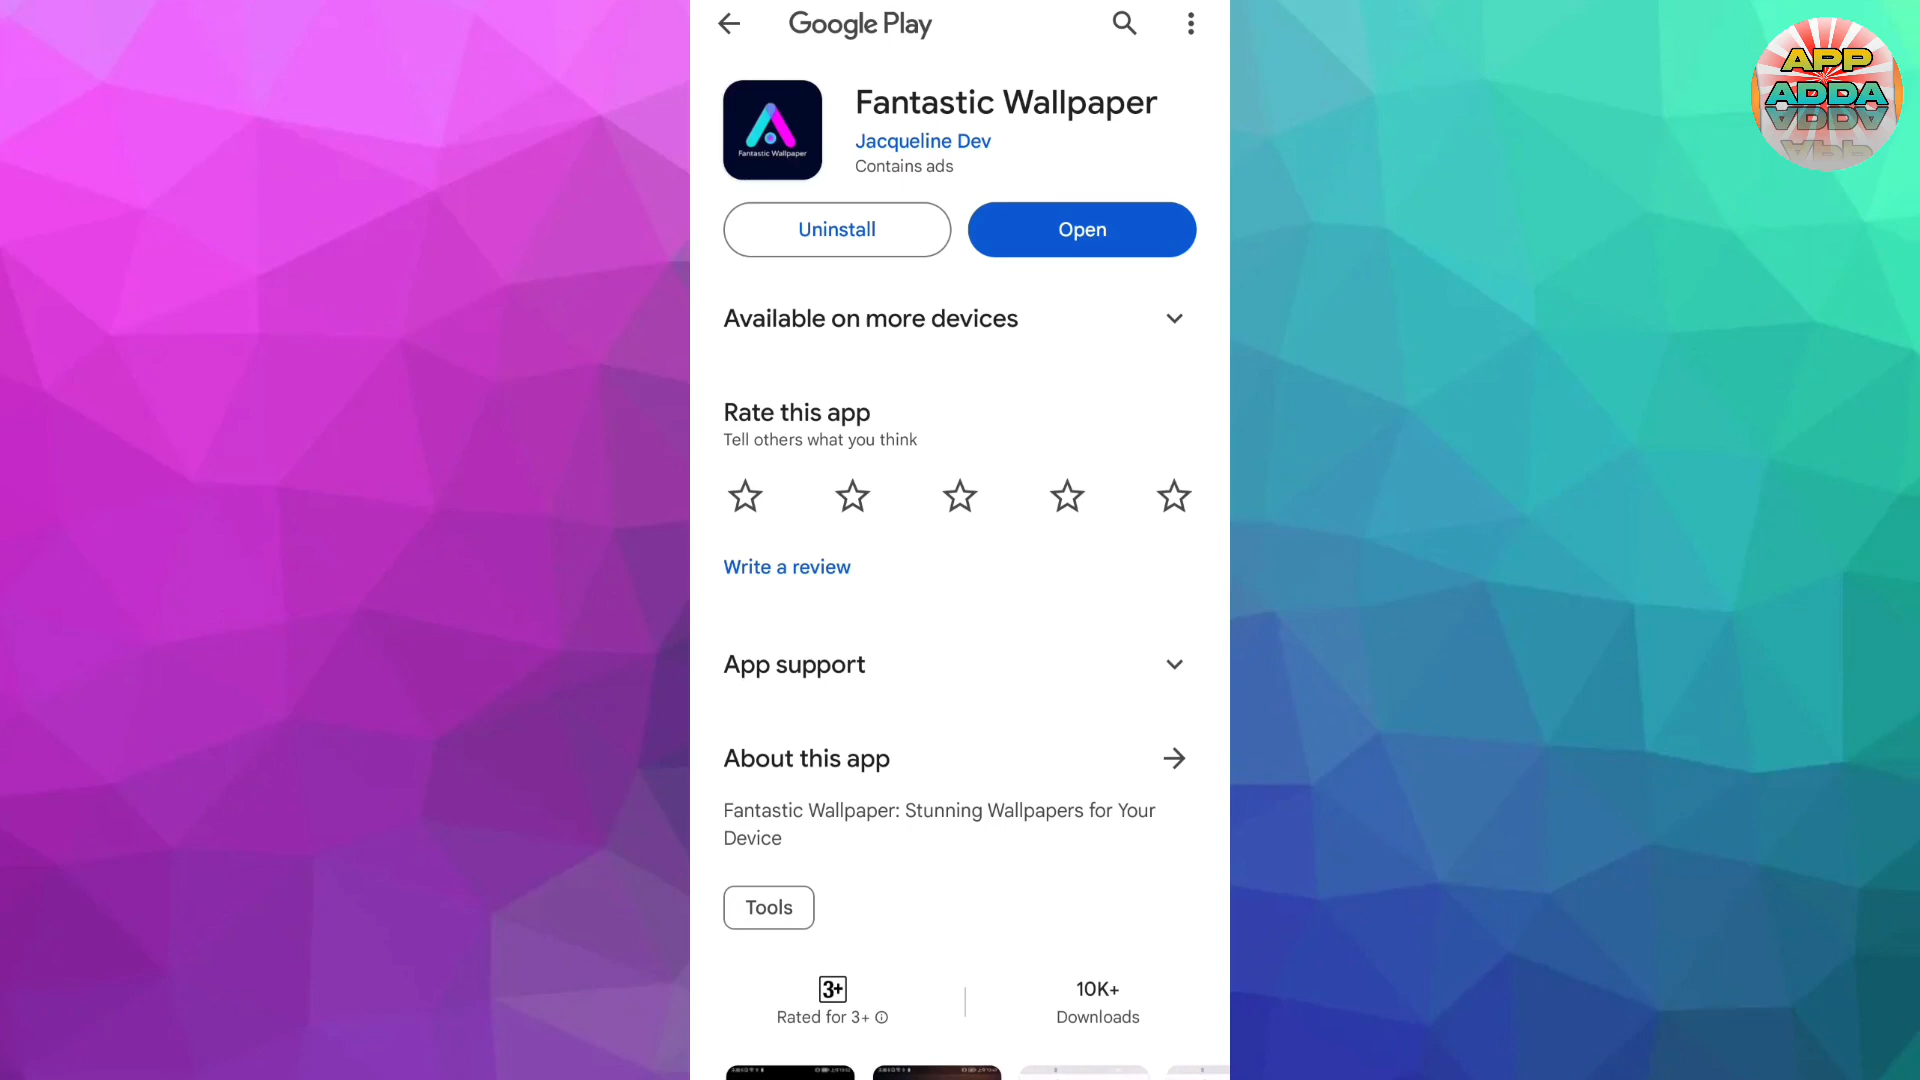 Google Play
APP
ADDA
Fantastic Wallpaper
Fantastic Wallpaper
Jacqueline Dev
Contains ads
Uninstall
Open
Available on more devices
Rate this app
Tell others what you think
Write a review
App support
About this app
Fantastic Wallpaper: Stunning Wallpapers for Your
Device
Tools
3+
10K+
Rated for 3+
Downloads